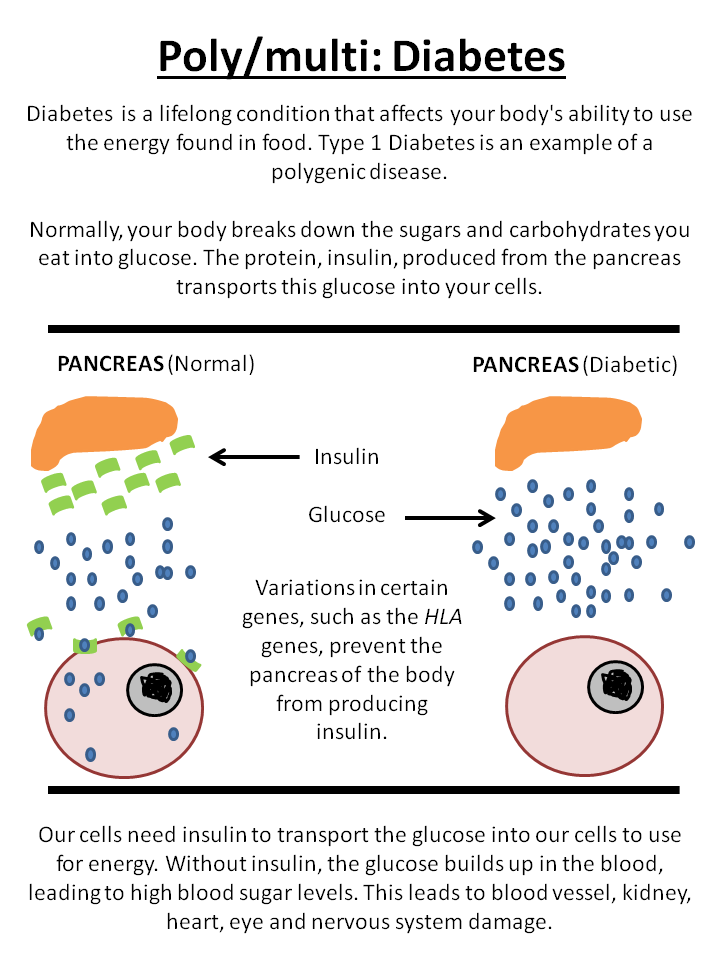 Poly/multi: Diabetes
Diabetes is a lifelong condition that affects your body's ability to use
the energy found in food. Type 1 Diabetes is an example of a
polygenic disease.
Normally, your body breaks down the sugars and carbohydrates you
eat into glucose. The protein, insulin, produced from the pancreas
transports this glucose into your cells.
PANCREAS (Normal)
PANCREAS (Diabetic)
Insulin
Glucose
Variations in certain
genes, such as the HLA
genes, prevent the
pancreas of the body
from producing
insulin.
Our cells need insulin to transport the glucose into our cells to use
for energy. Without insulin, the glucose builds up in the blood,
leading to high blood sugar levels. This leads to blood vessel, kidney,
heart, eye and nervous system damage.